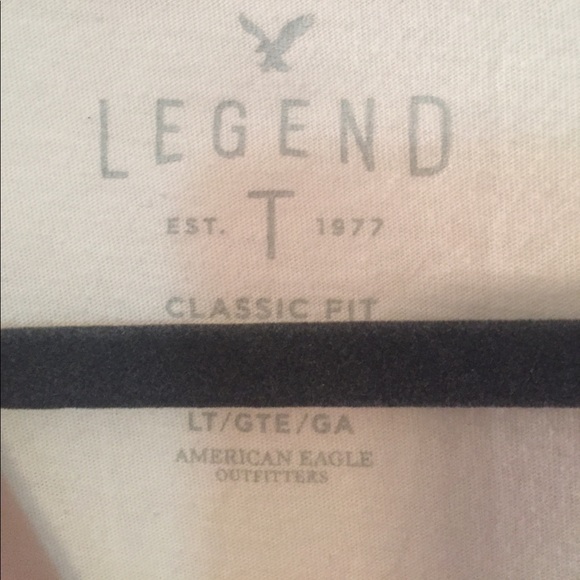 LEGEND
EST. T 1977
CLASSIC FIT
LT/GTE/GA
AMERICAN EAGLE
OUTFITTERS